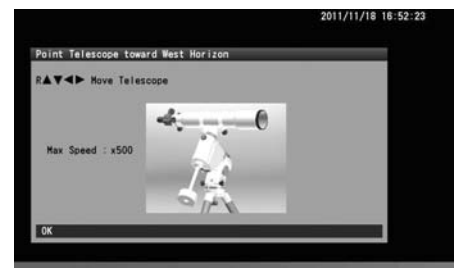 2011/11/18 16:52:23
Point Telescope toward West Horizon
R▲▼◀▶ Move Telescope
Max Speed : x500
OK